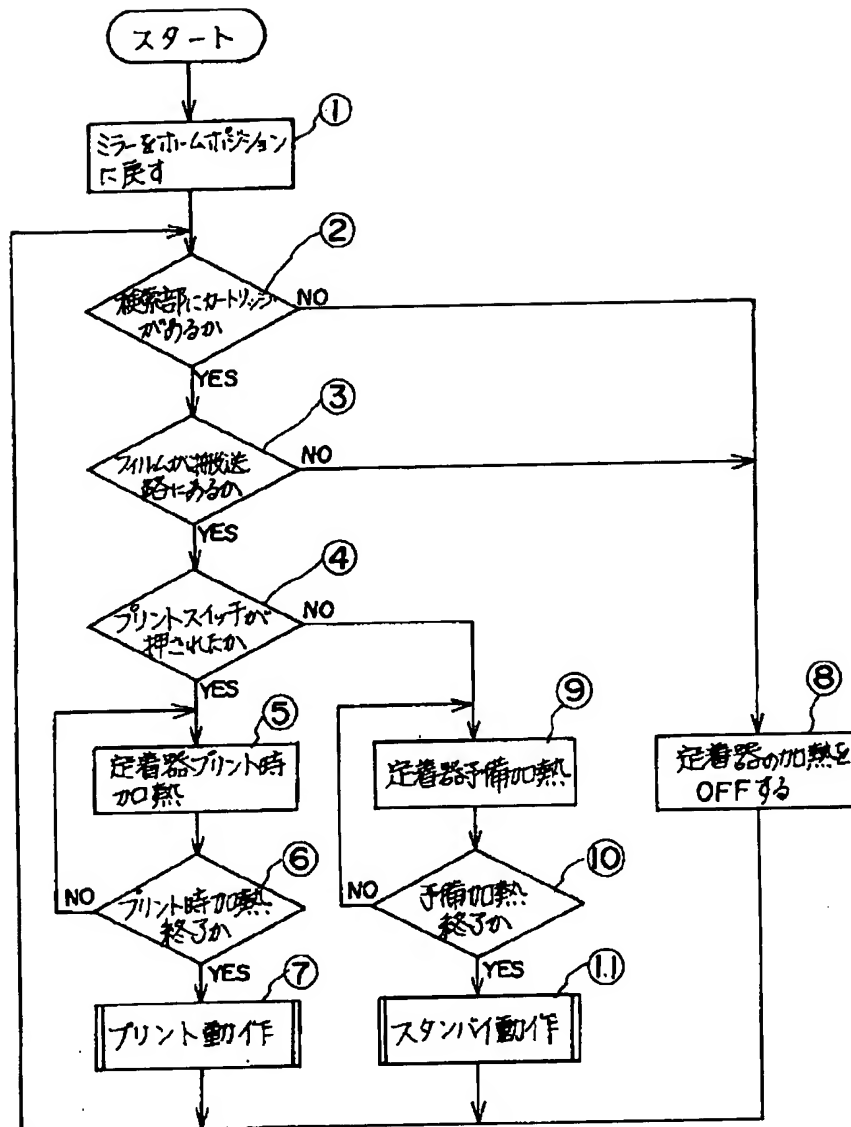 スタート
①
ミラーをホームポジション
に戻す
②
検索部にカートリッジ
があるか
NO
YES
③
フィルムが搬送
路にあるか
NO
YES
④
プリントスイッチが
押されたか
NO
YES
⑤
定着器プリント時
加熱
⑨
定着器予備加熱
⑧
定着器の加熱を
OFFする
⑥
プリント時加熱
終了か
NO
YES
⑩
予備加熱
終了か
NO
YES
⑦
プリント動作
⑪
スタンバイ動作